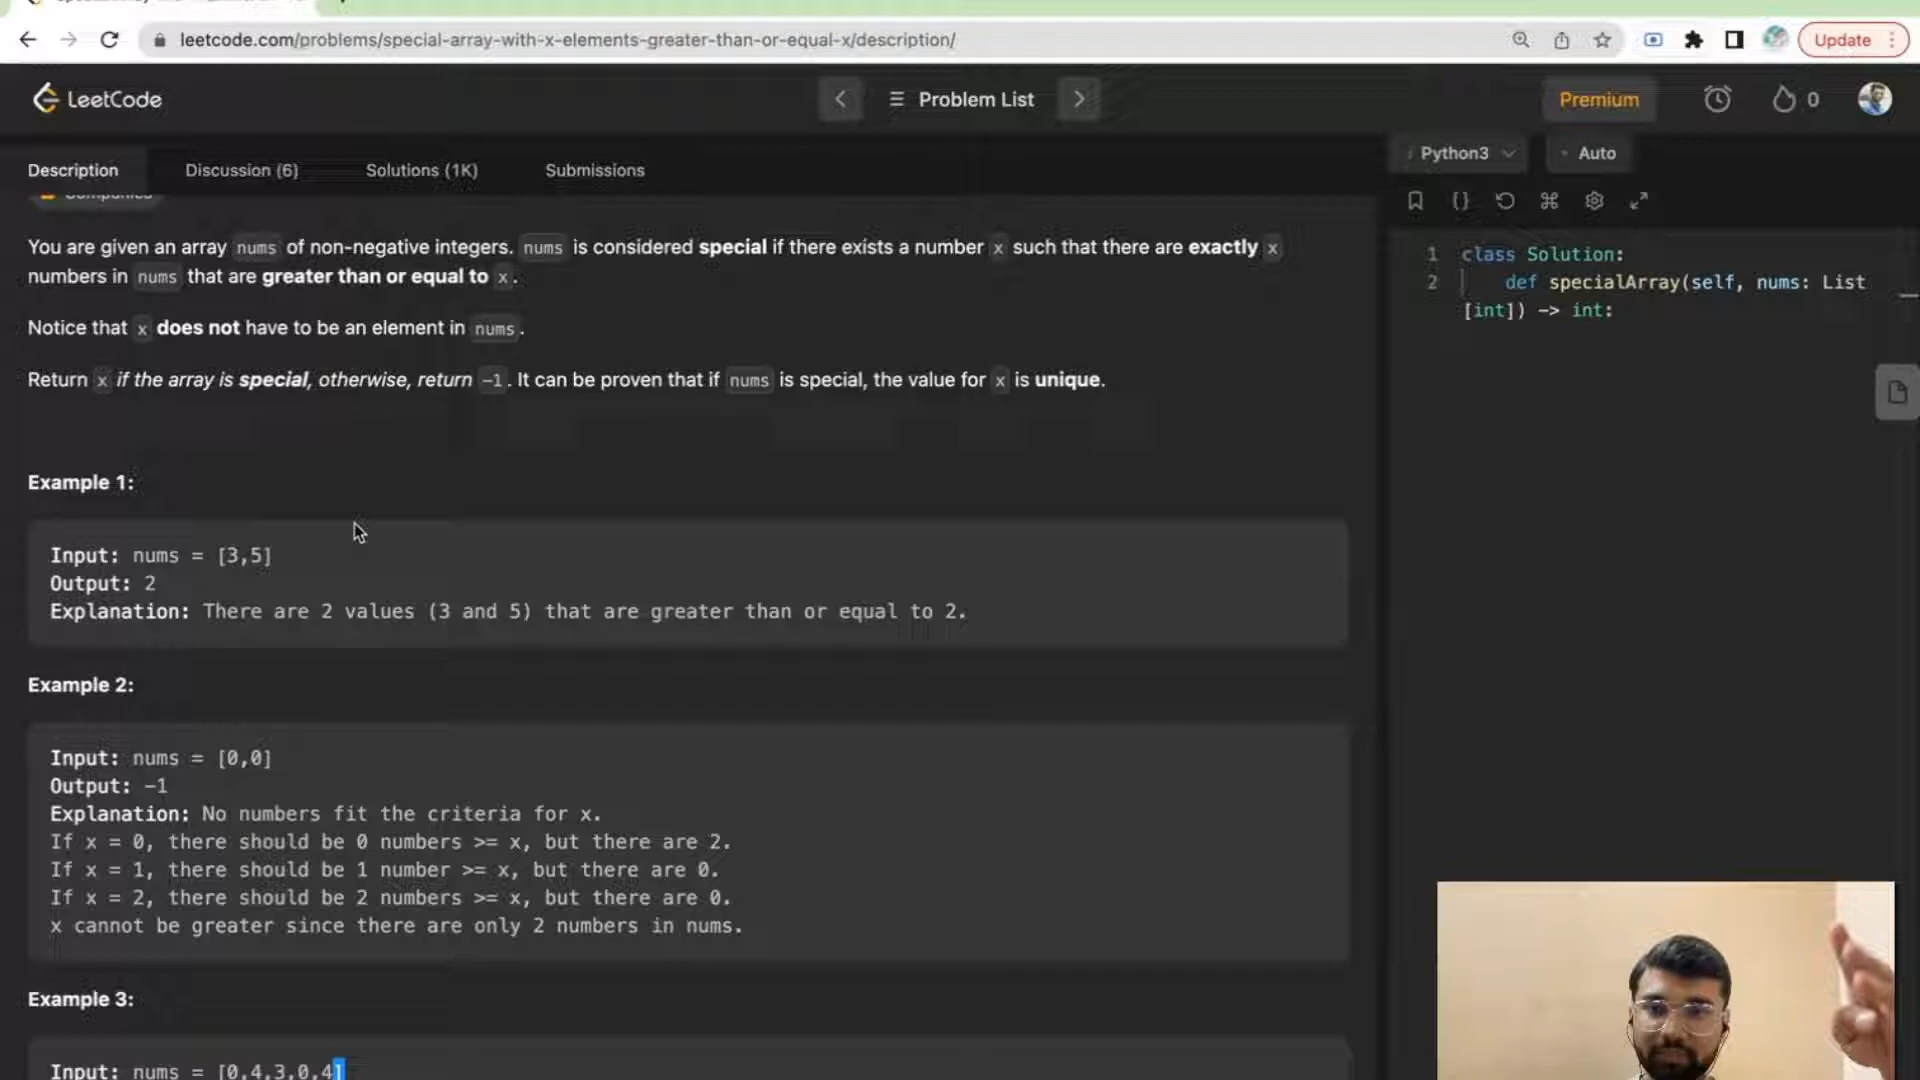 leetcode.com/problems/special-array-with-x-elements-greater-than-or-equal-x/description/
Update
LeetCode
Problem List
Premium
0
Description
Discussion (6)
Solutions (1K)
Submissions
Python3
Auto
Companies
You are given an array nums of non-negative integers. nums is considered special if there exists a number x such that there are exactly x
numbers in nums that are greater than or equal to x.
Notice that x does not have to be an element in nums.
Return x if the array is special, otherwise, return -1. It can be proven that if nums is special, the value for x is unique.
Example 1:
Input: nums = [3,5]
Output: 2
Explanation: There are 2 values (3 and 5) that are greater than or equal to 2.
Example 2:
Input: nums = [0,0]
Output: -1
Explanation: No numbers fit the criteria for x.
If x = 0, there should be 0 numbers >= x, but there are 2.
If x = 1, there should be 1 number >= x, but there are 0.
If x = 2, there should be 2 numbers >= x, but there are 0.
x cannot be greater since there are only 2 numbers in nums.
Example 3:
Input: nums = [0,4,3,0,4]
{}
1 class Solution:
2 def specialArray(self, nums: List
[int]) -> int: